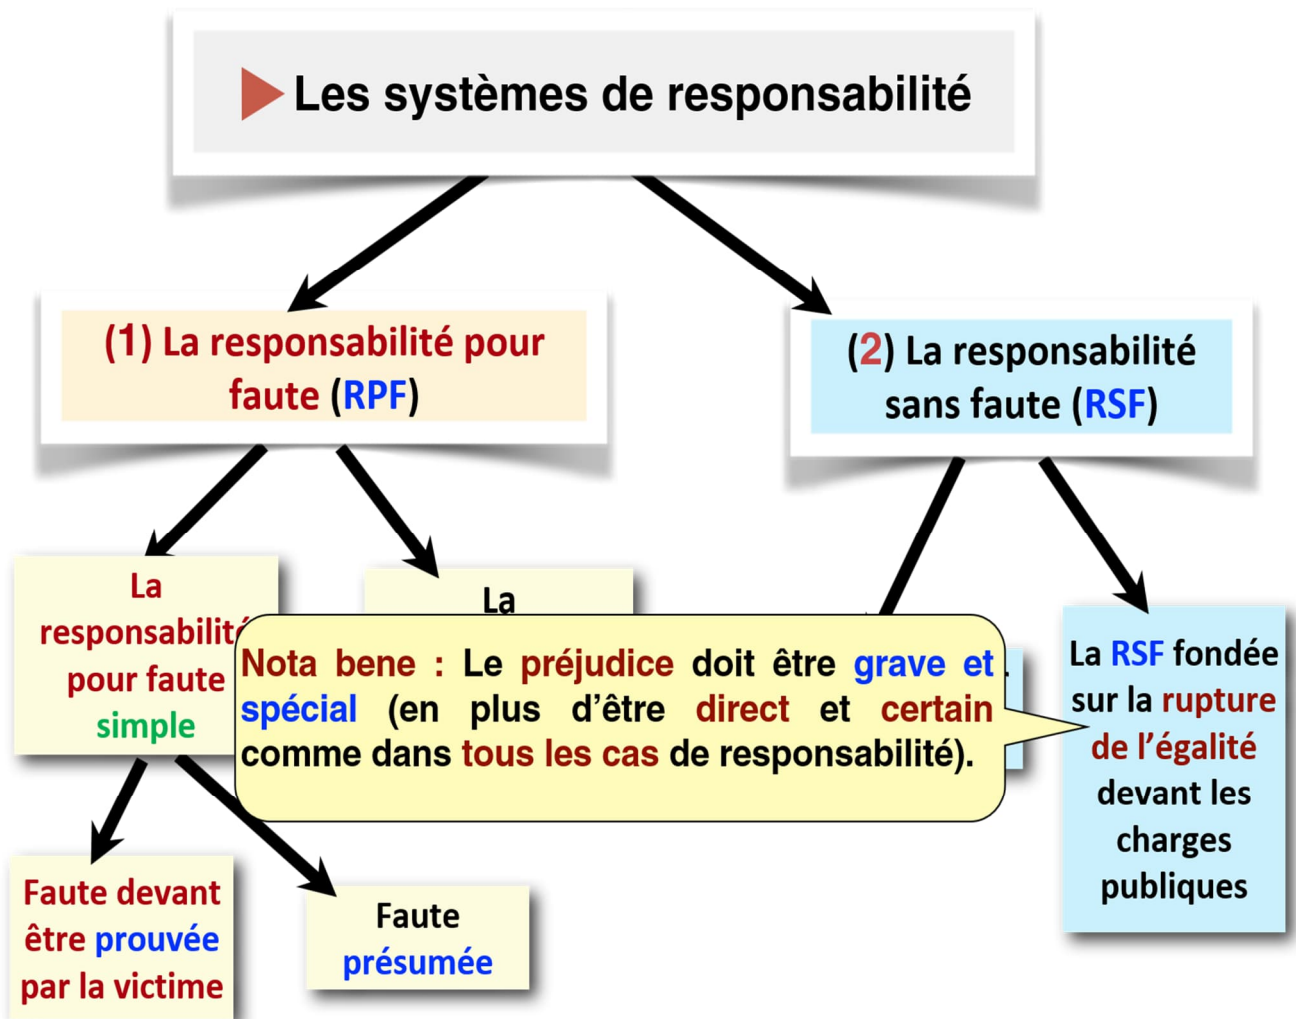 Les systèmes de responsabilité
(1) La responsabilité pour
faute (RPF)
(2) La responsabilité
sans faute (RSF)
La
responsabilité
pour faute
simple
La
Nota bene : Le préjudice doit être grave et
spécial (en plus d’être direct et certain
comme dans tous les cas de responsabilité).
La RSF fondée
sur la rupture
de l’égalité
devant les
charges
publiques
Faute devant
être prouvée
par la victime
Faute
présumée